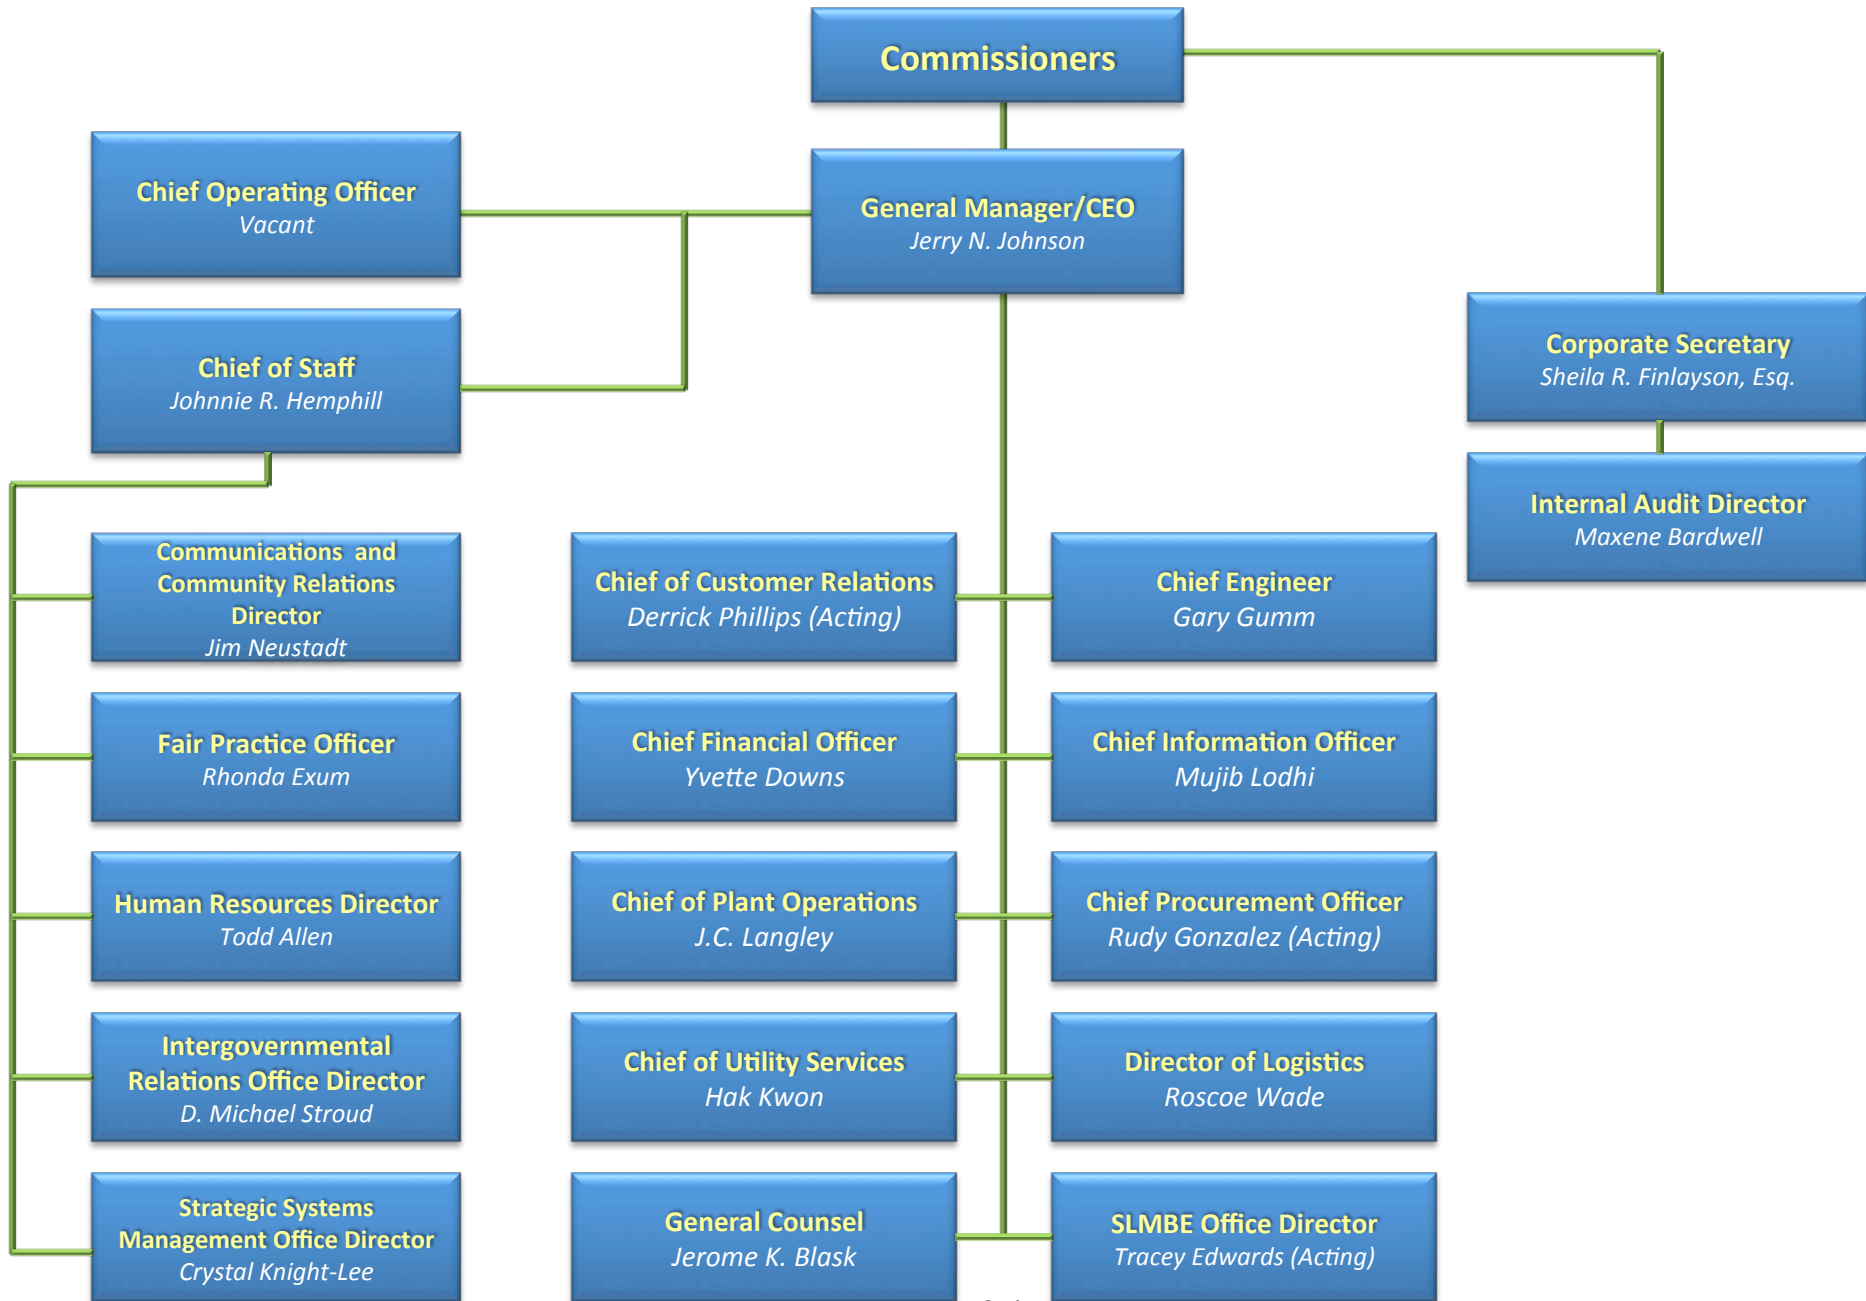 Commissioners
Chief Operating Officer
Vacant
General Manager/CEO
Jerry N. Johnson
Chief of Staff
Johnnie R. Hemphill
Corporate Secretary
Sheila R. Finlayson, Esq.
Internal Audit Director
Maxene Bardwell
Communications and
Community Relations
Director
Jim Neustadt
Chief of Customer Relations
Derrick Phillips (Acting)
Chief Engineer
Gary Gumm
Fair Practice Officer
Rhonda Exum
Chief Financial Officer
Yvette Downs
Chief Information Officer
Mujib Lodhi
Human Resources Director
Todd Allen
Chief of Plant Operations
J.C. Langley
Chief Procurement Officer
Rudy Gonzalez (Acting)
Intergovernmental
Relations Office Director
D. Michael Stroud
Chief of Utility Services
Hak Kwon
Director of Logistics
Roscoe Wade
Strategic Systems
Management Office Director
Crystal Knight-Lee
General Counsel
Jerome K. Blask
SLMBE Office Director
Tracey Edwards (Acting)